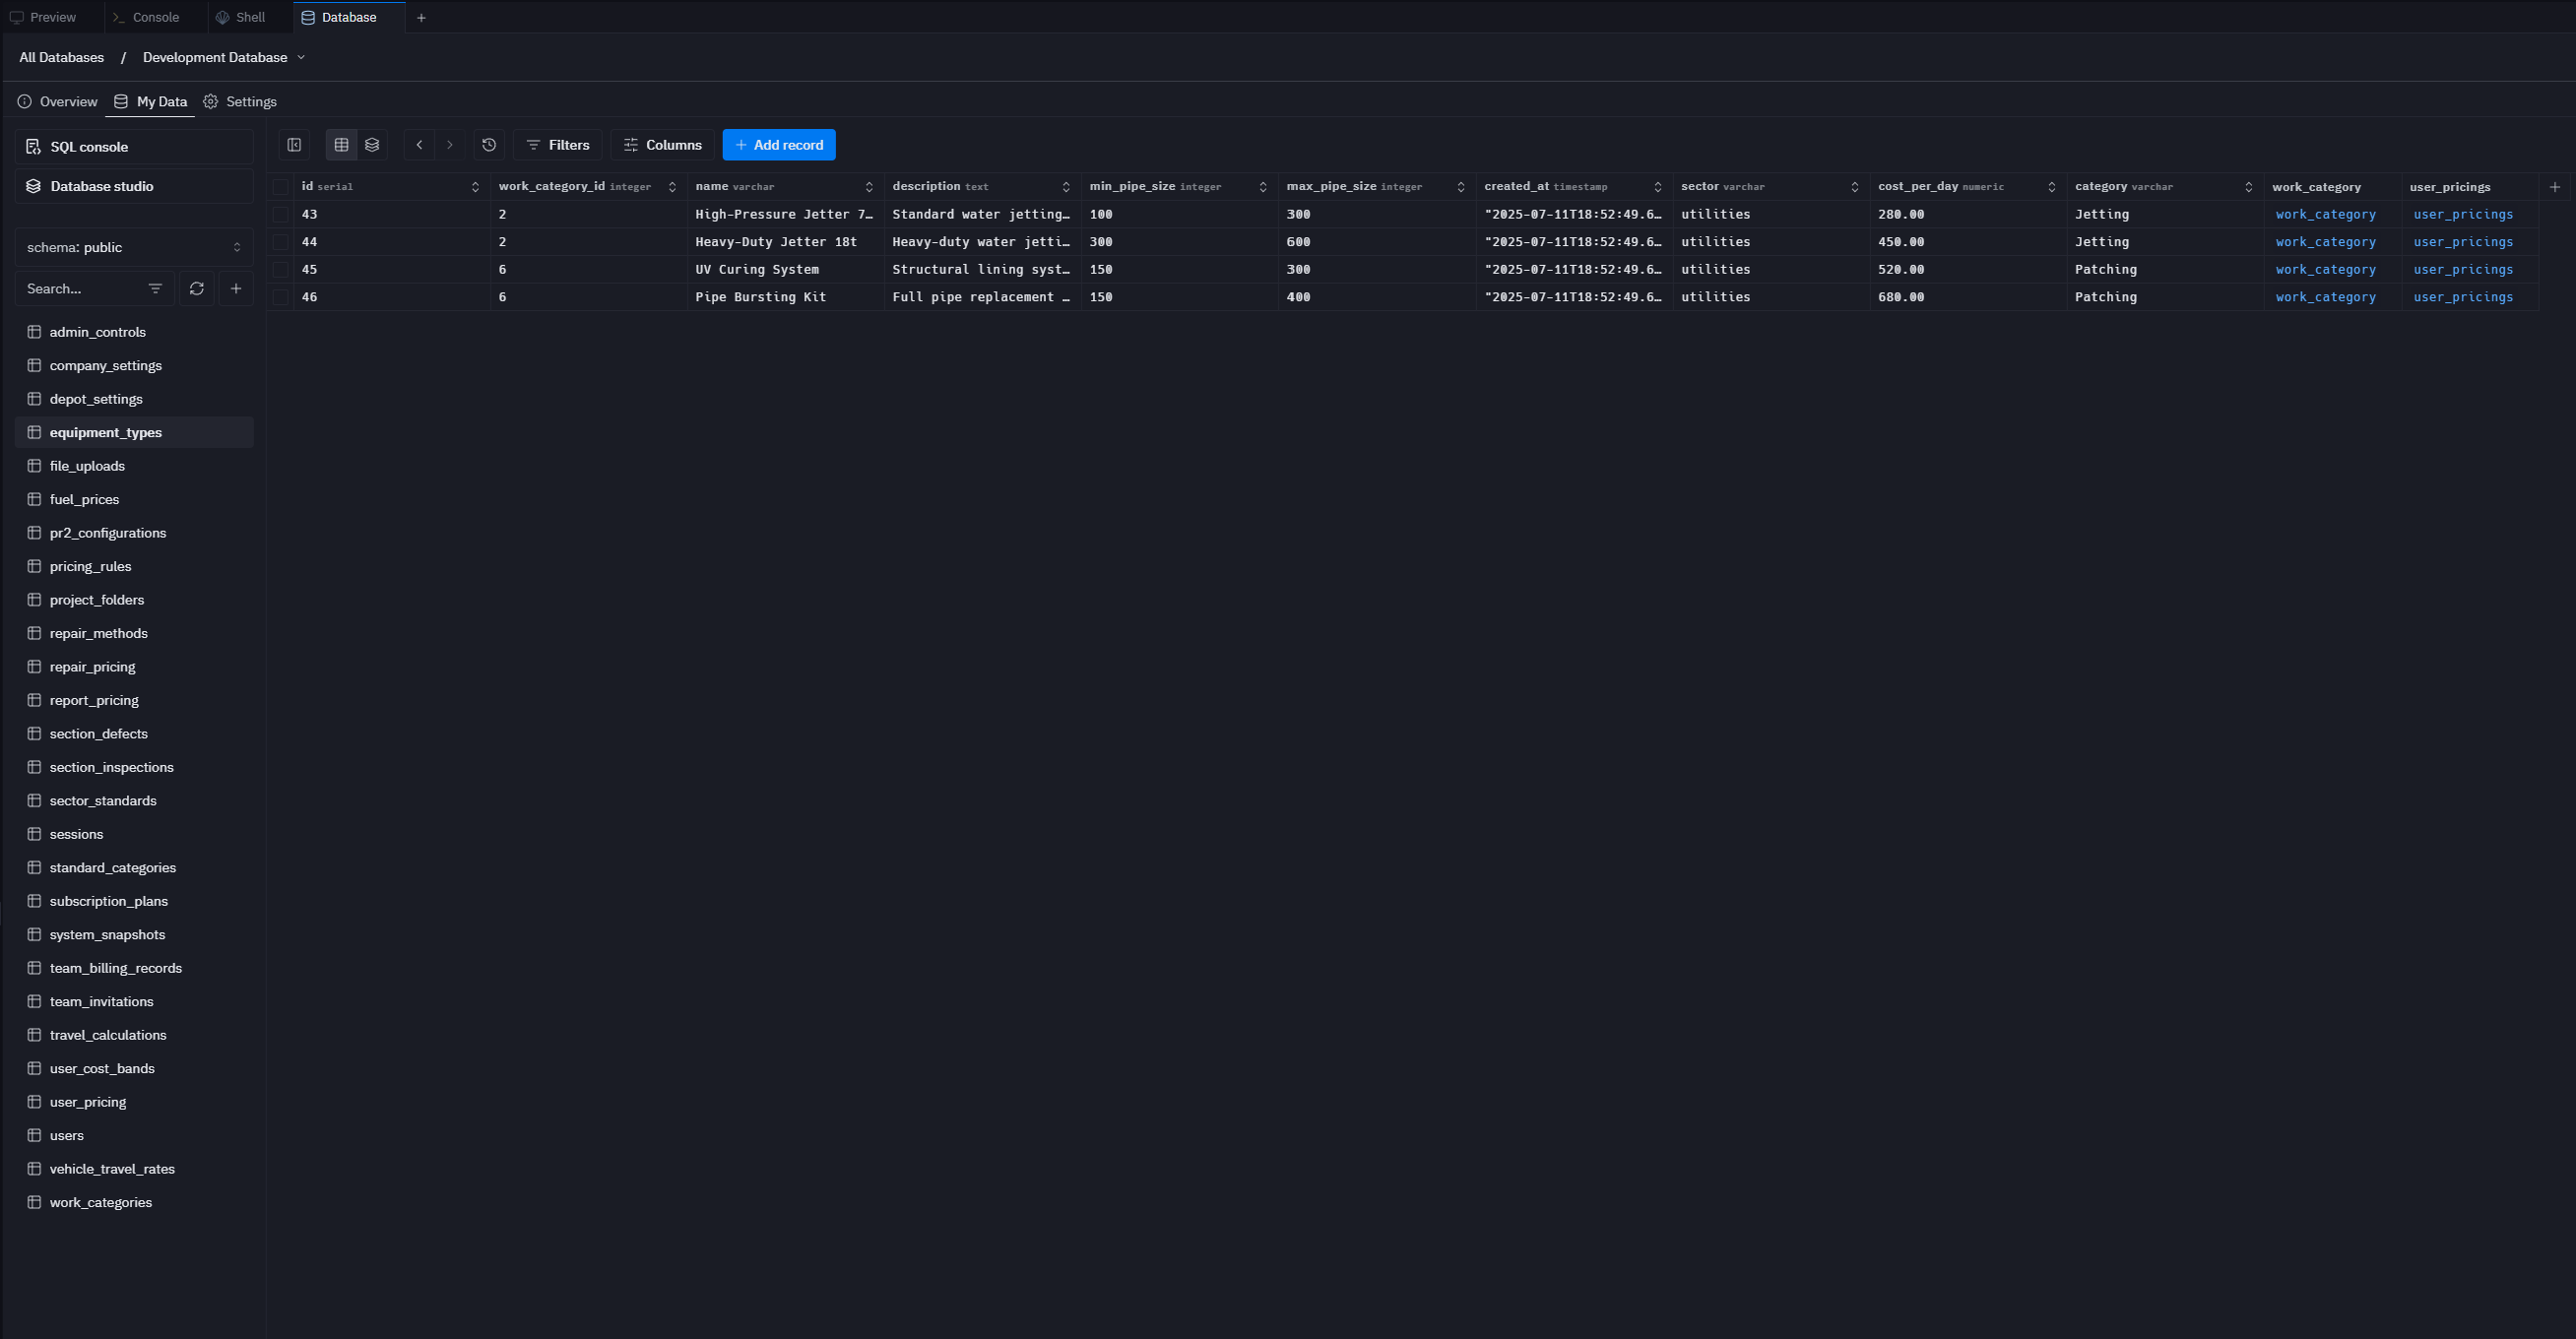 Preview Console Shell Database
All Databases / Development Database
Overview My Data Settings
SQL console
Database studio
schema: public
Search...
admin_controls
company_settings
depot_settings
equipment_types
file_uploads
fuel_prices
pr2_configurations
pricing_rules
project_folders
repair_methods
repair_pricing
report_pricing
section_defects
section_inspections
sector_standards
sessions
standard_categories
subscription_plans
system_snapshots
team_billing_records
team_invitations
travel_calculations
user_cost_bands
user_pricing
users
vehicle_travel_rates
work_categories
Filters Columns + Add record
id serial work_category_id integer name varchar description text min_pipe_size integer max_pipe_size integer created_at timestamp sector varchar cost_per_day numeric category varchar work_category user_pricings
43 2 High-Pressure Jetter 7… Standard water jetting… 100 300 "2025-07-11T18:52:49.6… utilities 280.00 Jetting work_category user_pricings
44 2 Heavy-Duty Jetter 18t Heavy-duty water jetti… 300 600 "2025-07-11T18:52:49.6… utilities 450.00 Jetting work_category user_pricings
45 6 UV Curing System Structural lining syst… 150 300 "2025-07-11T18:52:49.6… utilities 520.00 Patching work_category user_pricings
46 6 Pipe Bursting Kit Full pipe replacement … 150 400 "2025-07-11T18:52:49.6… utilities 680.00 Patching work_category user_pricings